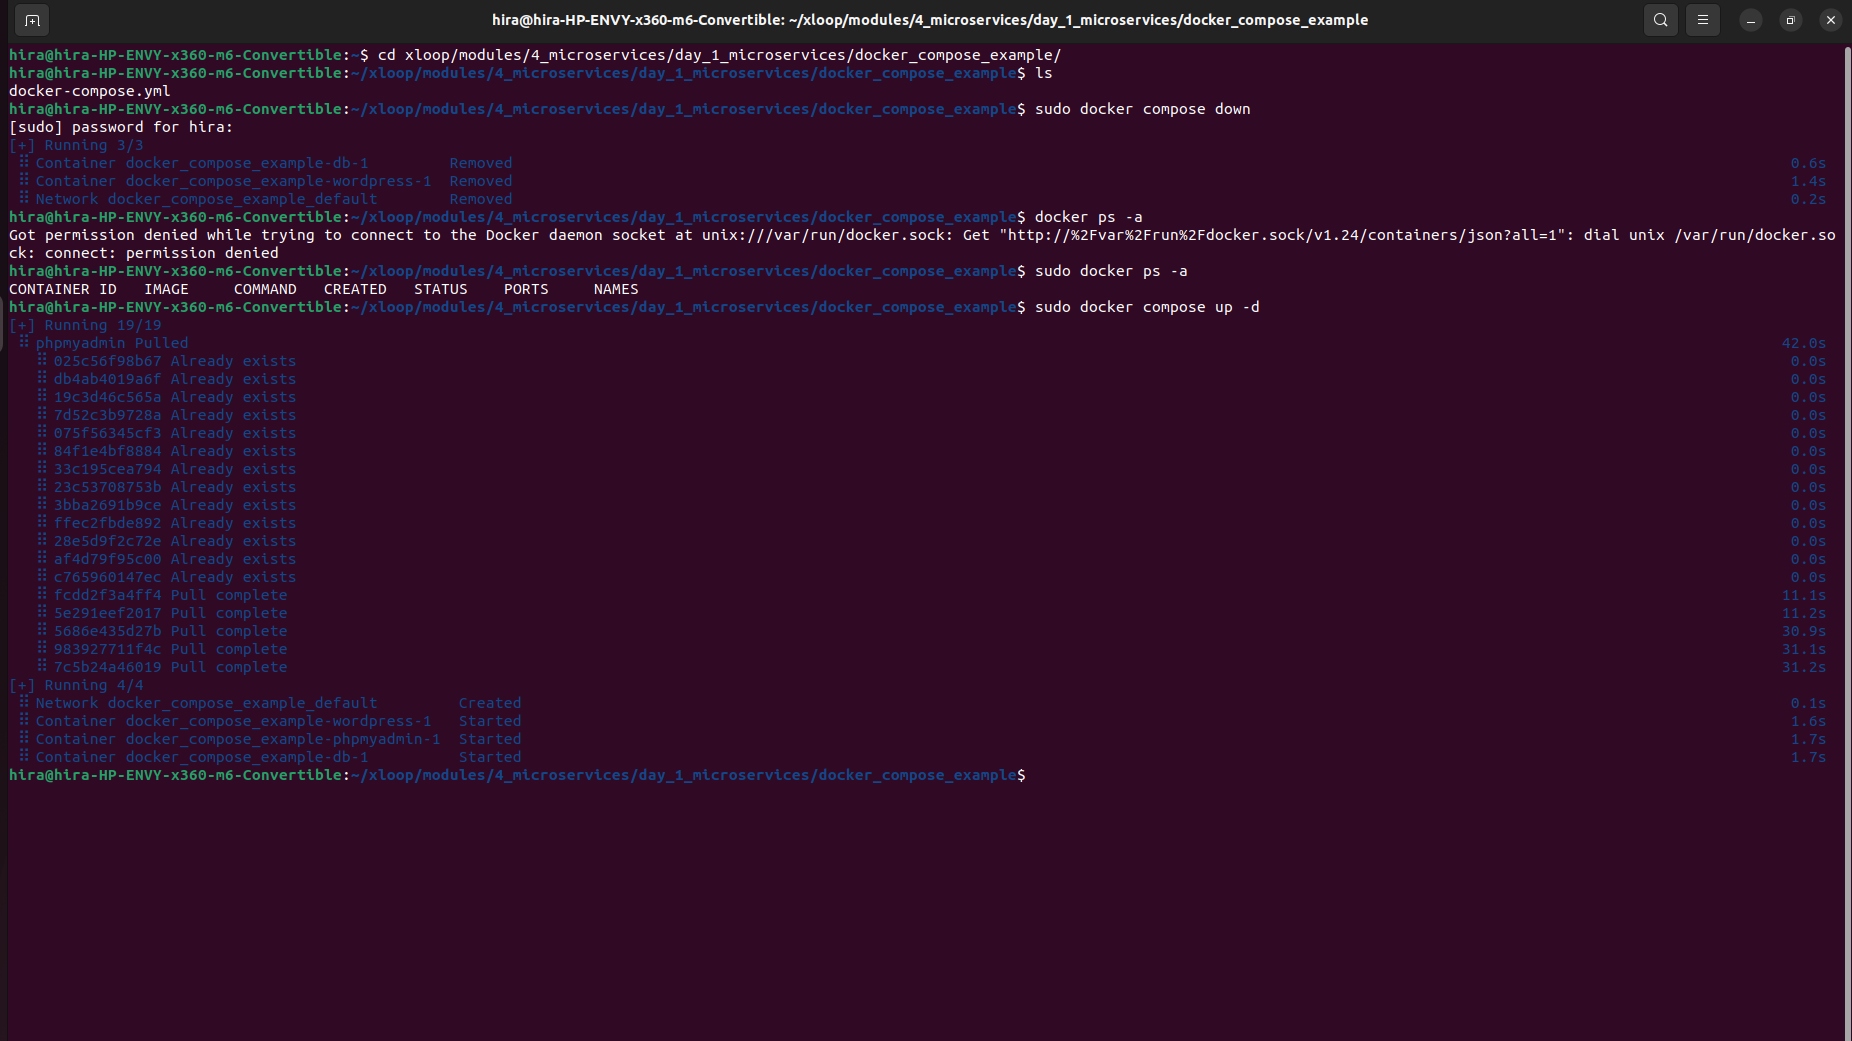 hira@hira-HP-ENVY-x360-m6-Convertible: ~/xloop/modules/4_microservices/day_1_microservices/docker_compose_example
hira@hira-HP-ENVY-x360-m6-Convertible:~$ cd xloop/modules/4_microservices/day_1_microservices/docker_compose_example/
hira@hira-HP-ENVY-x360-m6-Convertible:~/xloop/modules/4_microservices/day_1_microservices/docker_compose_example$ ls
docker-compose.yml
hira@hira-HP-ENVY-x360-m6-Convertible:~/xloop/modules/4_microservices/day_1_microservices/docker_compose_example$ sudo docker compose down
[sudo] password for hira:
[+] Running 3/3
⠿ Container docker_compose_example-db-1 Removed 0.6s
⠿ Container docker_compose_example-wordpress-1 Removed 1.4s
⠿ Network docker_compose_example_default Removed 0.2s
hira@hira-HP-ENVY-x360-m6-Convertible:~/xloop/modules/4_microservices/day_1_microservices/docker_compose_example$ docker ps -a
Got permission denied while trying to connect to the Docker daemon socket at unix:///var/run/docker.sock: Get "http://%2Fvar%2Frun%2Fdocker.sock/v1.24/containers/json?all=1": dial unix /var/run/docker.so
ck: connect: permission denied
hira@hira-HP-ENVY-x360-m6-Convertible:~/xloop/modules/4_microservices/day_1_microservices/docker_compose_example$ sudo docker ps -a
CONTAINER ID IMAGE COMMAND CREATED STATUS PORTS NAMES
hira@hira-HP-ENVY-x360-m6-Convertible:~/xloop/modules/4_microservices/day_1_microservices/docker_compose_example$ sudo docker compose up -d
[+] Running 19/19
⠿ phpmyadmin Pulled 42.0s
⠿ 025c56f98b67 Already exists 0.0s
⠿ db4ab4019a6f Already exists 0.0s
⠿ 19c3d46c565a Already exists 0.0s
⠿ 7d52c3b9728a Already exists 0.0s
⠿ 075f56345cf3 Already exists 0.0s
⠿ 84f1e4bf8884 Already exists 0.0s
⠿ 33c195cea794 Already exists 0.0s
⠿ 23c53708753b Already exists 0.0s
⠿ 3bba2691b9ce Already exists 0.0s
⠿ ffec2fbde892 Already exists 0.0s
⠿ 28e5d9f2c72e Already exists 0.0s
⠿ af4d79f95c00 Already exists 0.0s
⠿ c765960147ec Already exists 0.0s
⠿ fcdd2f3a4ff4 Pull complete 11.1s
⠿ 5e291eef2017 Pull complete 11.2s
⠿ 5686e435d27b Pull complete 30.9s
⠿ 983927711f4c Pull complete 31.1s
⠿ 7c5b24a46019 Pull complete 31.2s
[+] Running 4/4
⠿ Network docker_compose_example_default Created 0.1s
⠿ Container docker_compose_example-wordpress-1 Started 1.6s
⠿ Container docker_compose_example-phpmyadmin-1 Started 1.7s
⠿ Container docker_compose_example-db-1 Started 1.7s
hira@hira-HP-ENVY-x360-m6-Convertible:~/xloop/modules/4_microservices/day_1_microservices/docker_compose_example$